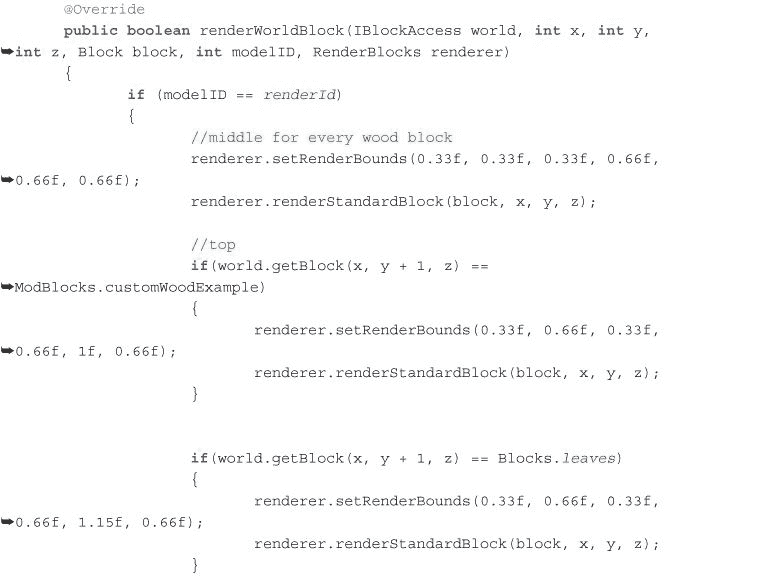 @Override
public boolean renderWorldBlock(IBlockAccess world, int x, int y,
➥int z, Block block, int modelID, RenderBlocks renderer)
{
if (modelID == renderId)
{
//middle for every wood block
renderer.setRenderBounds(0.33f, 0.33f, 0.33f, 0.66f,
➥0.66f, 0.66f);
renderer.renderStandardBlock(block, x, y, z);
//top
if(world.getBlock(x, y + 1, z) ==
➥ModBlocks.customWoodExample)
{
renderer.setRenderBounds(0.33f, 0.66f, 0.33f,
➥0.66f, 1f, 0.66f);
renderer.renderStandardBlock(block, x, y, z);
}
if(world.getBlock(x, y + 1, z) == Blocks.leaves)
{
renderer.setRenderBounds(0.33f, 0.66f, 0.33f,
➥0.66f, 1.15f, 0.66f);
renderer.renderStandardBlock(block, x, y, z);
}